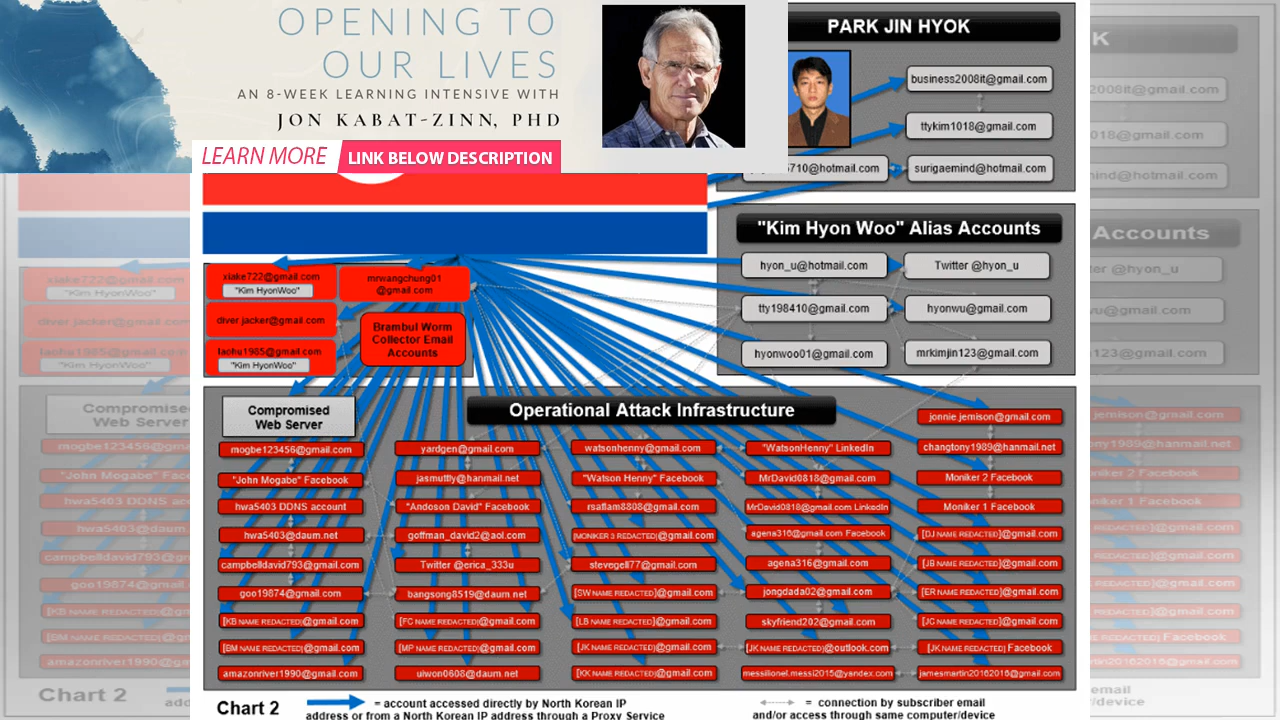 OPENING TO
OUR LIVES
AN 8-WEEK LEARNING INTENSIVE WITH
JON KABAT-ZINN, PHD
LEARN MORE LINK BELOW DESCRIPTION
PARK JIN HYOK
business2008it@gmail.com
ttykim1018@gmail.com
5710@hotmail.com
surigaemind@hotmail.com
"Kim Hyon Woo" Alias Accounts
hyon_u@hotmail.com
Twitter @hyon_u
tty198410@gmail.com
hyonwu@gmail.com
hyonwoo01@gmail.com
mrkimjin123@gmail.com
xiake722@gmail.com
"Kim HyonWoo"
mrwangchung01
@gmail.com
diver.jacker@gmail.com
laohu1985@gmail.com
"Kim HyonWoo"
Brambul Worm
Collector Email
Accounts
Compromised
Web Server
Operational Attack Infrastructure
mogbe123456@gmail.com
"John Mogabe" Facebook
hwa5403 DDNS account
hwa5403@daum.net
campbelldavid793@gmail.com
goo19874@gmail.com
[KB NAME REDACTED]@gmail.com
[BM NAME REDACTED]@gmail.com
amazonriver1990@gmail.com
yardgen@gmail.com
jasmuttly@hanmail.net
"Andoson David" Facebook
goffman_david2@aol.com
Twitter @erica_333u
bangsong8519@daum.net
[FC NAME REDACTED]@gmail.com
[MP NAME REDACTED]@gmail.com
uiwon0608@daum.net
watsonhenny@gmail.com
"Watson Henny" Facebook
rsaflam8808@gmail.com
[MONIKER 3 REDACTED]@gmail.com
stevegell77@gmail.com
[SW NAME REDACTED]@gmail.com
[LB NAME REDACTED]@gmail.com
[JK NAME REDACTED]@gmail.com
[KK NAME REDACTED]@gmail.com
"WatsonHenny" LinkedIn
MrDavid0818@gmail.com
MrDavid0818@gmail.com LinkedIn
agena316@gmail.com Facebook
agena316@gmail.com
jongdada02@gmail.com
skyfriend202@gmail.com
[JK NAME REDACTED]@outlook.com
messilionel.messi2015@yandex.com
jonnie.jemison@gmail.com
changtony1989@hanmail.net
Moniker 2 Facebook
Moniker 1 Facebook
[DJ NAME REDACTED]@gmail.com
[JB NAME REDACTED]@gmail.com
[ER NAME REDACTED]@gmail.com
[JC NAME REDACTED]@gmail.com
[JK NAME REDACTED] Facebook
jamesmartin20162016@gmail.com
Chart 2
= account accessed directly by North Korean IP
address or from a North Korean IP address through a Proxy Service
= connection by subscriber email
and/or access through same computer/device